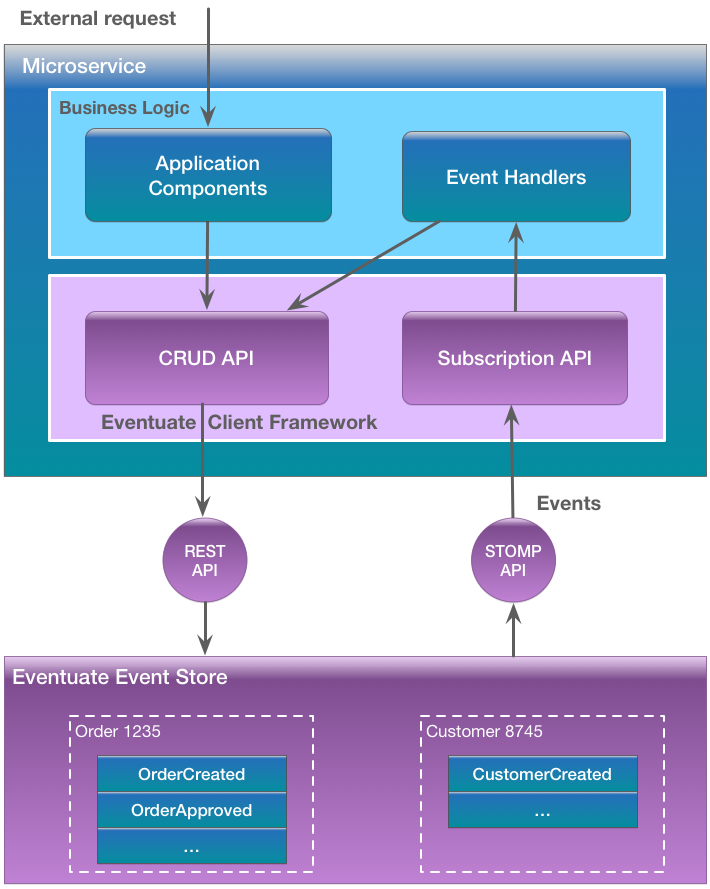 External request
Microservice
Business Logic
Application
Components
Event Handlers
CRUD API
Subscription API
Eventuate Client Framework
Events
REST
API
STOMP
API
Eventuate Event Store
Order 1235
OrderCreated
OrderApproved
...
Customer 8745
CustomerCreated
...